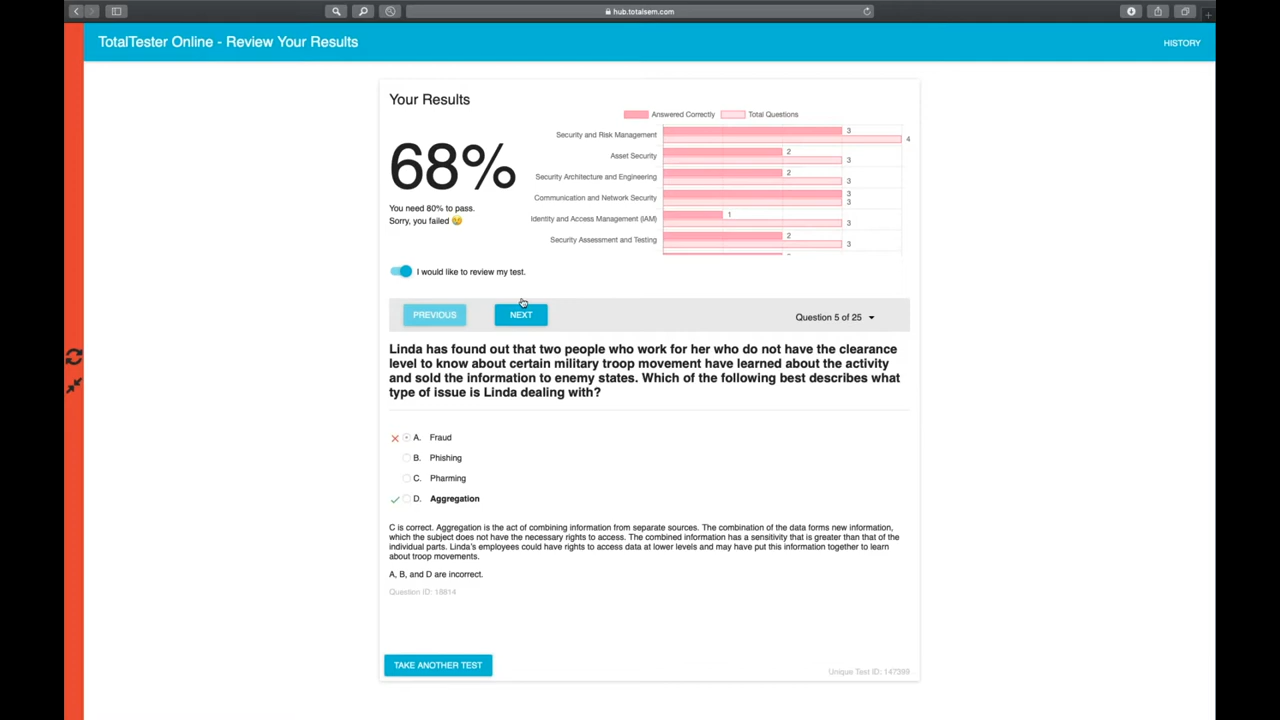 hub.totalsem.com
TotalTester Online - Review Your Results
HISTORY
Your Results
Answered Correctly
Total Questions
68%
You need 80% to pass.
Sorry, you failed 😢
Security and Risk Management
3
4
Asset Security
2
3
Security Architecture and Engineering
2
3
Communication and Network Security
3
3
Identity and Access Management (IAM)
1
3
Security Assessment and Testing
2
3
I would like to review my test.
PREVIOUS
NEXT
Question 5 of 25
Linda has found out that two people who work for her who do not have the clearance
level to know about certain military troop movement have learned about the activity
and sold the information to enemy states. Which of the following best describes what
type of issue is Linda dealing with?
A. Fraud
B. Phishing
C. Pharming
D. Aggregation
C is correct. Aggregation is the act of combining information from separate sources. The combination of the data forms new information,
which the subject does not have the necessary rights to access. The combined information has a sensitivity that is greater than that of the
individual parts. Linda's employees could have rights to access data at lower levels and may have put this information together to learn
about troop movements.
A, B, and D are incorrect.
Question ID: 18814
TAKE ANOTHER TEST
Unique Test ID: 147399